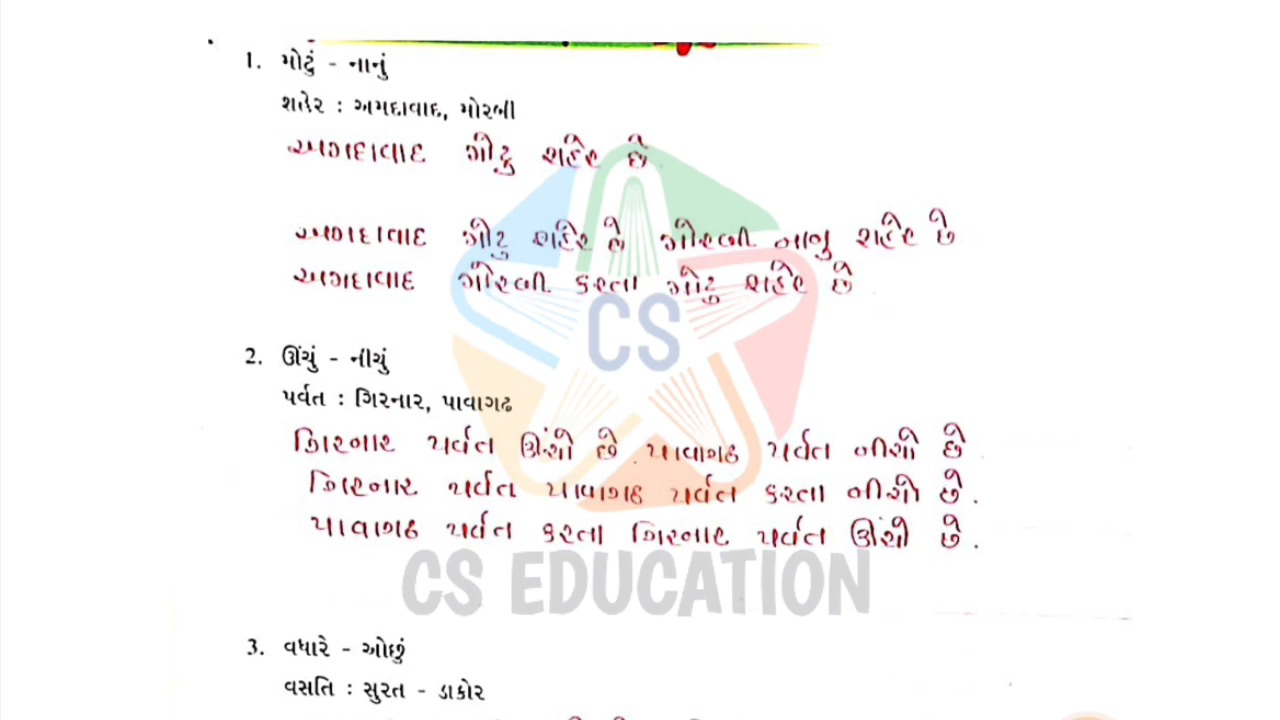 1. મોટું - નાનું
શહેર : અમદાવાદ, મોરબી
અમદાવાદ મોટુ શહેર છે
અમદાવાદ મોટુ શહેર છે મોરબી નાનુ શહેર છે
અમદાવાદ મોરબી કરતા મોટુ શહેર છે
2. ઊંચું - નીચું
પર્વત : ગિરનાર, પાવાગઢ
ગિરનાર પર્વત ઊંચો છે. પાવાગઢ પર્વત નીચો છે
ગિરનાર પર્વત પાવાગઢ પર્વત કરતા નીચો છે.
પાવાગઢ પર્વત કરતા ગિરનાર પર્વત ઊંચો છે.
CS
CS EDUCATION
3. વધારે - ઓછું
વસતિ : સુરત - ડાકોર